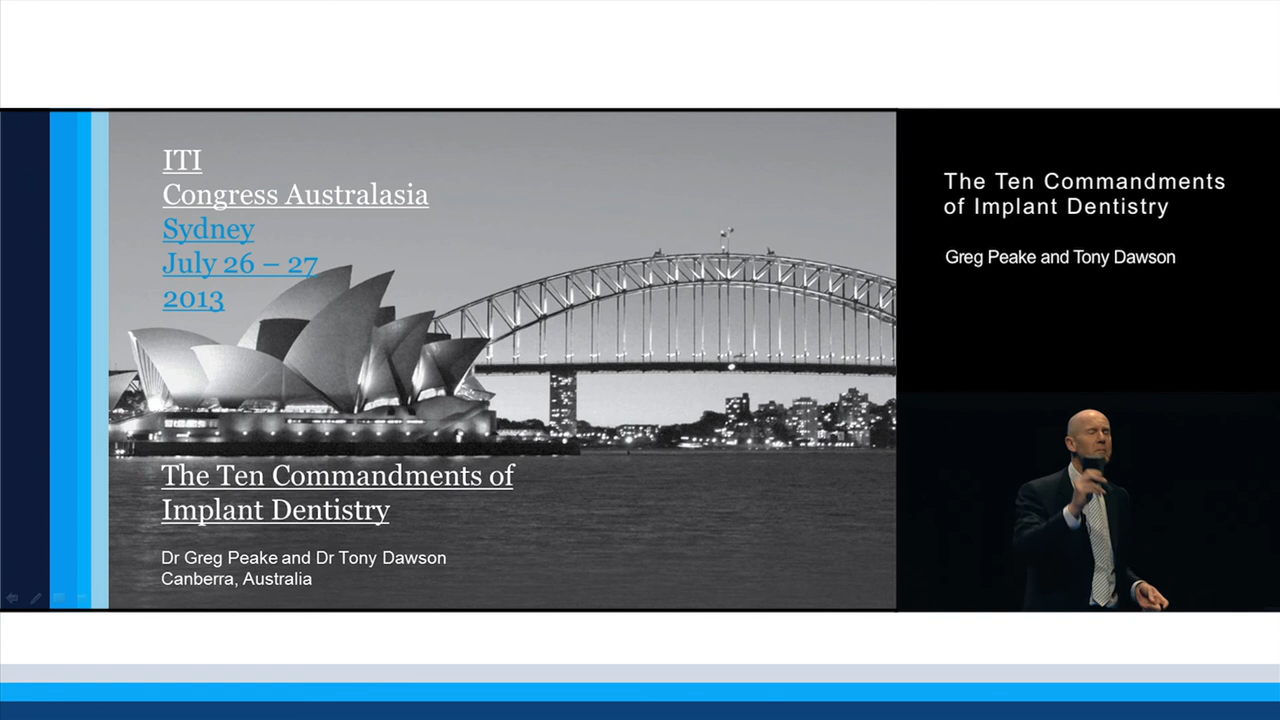 ITI
Congress Australasia
Sydney
July 26 – 27
2013
The Ten Commandments of
Implant Dentistry
Dr Greg Peake and Dr Tony Dawson
Canberra, Australia
The Ten Commandments
of Implant Dentistry
Greg Peake and Tony Dawson